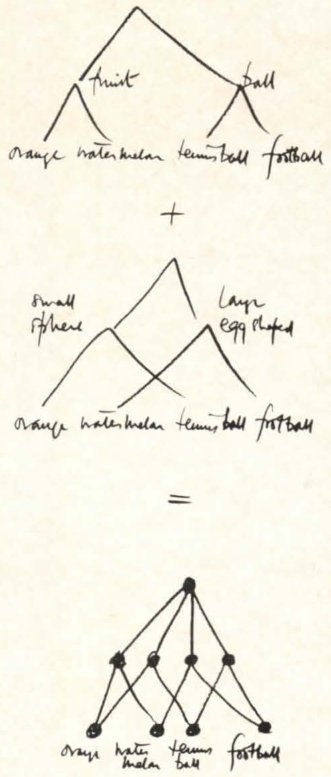 fruit ball
orange watermelon tennisball football
+
small large
sphere egg shaped
orange watermelon tennisball football
=
orange water tennis football
melon ball